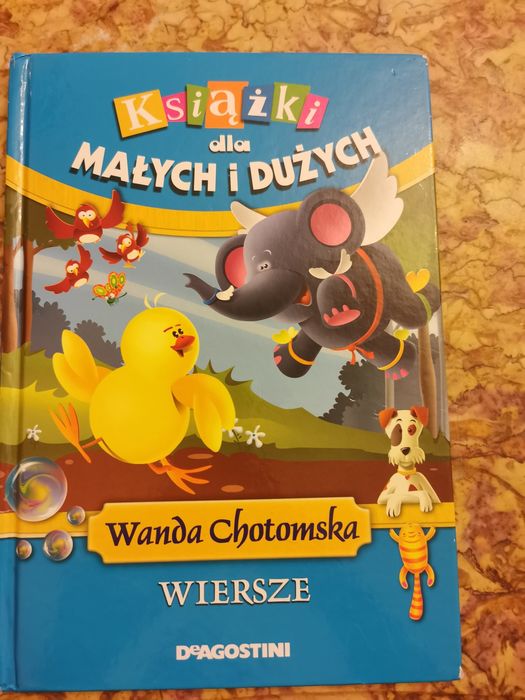 Książki
dla
MAŁYCH i DUŻYCH
Wanda Chotomska
WIERSZE
DeAGOSTINI